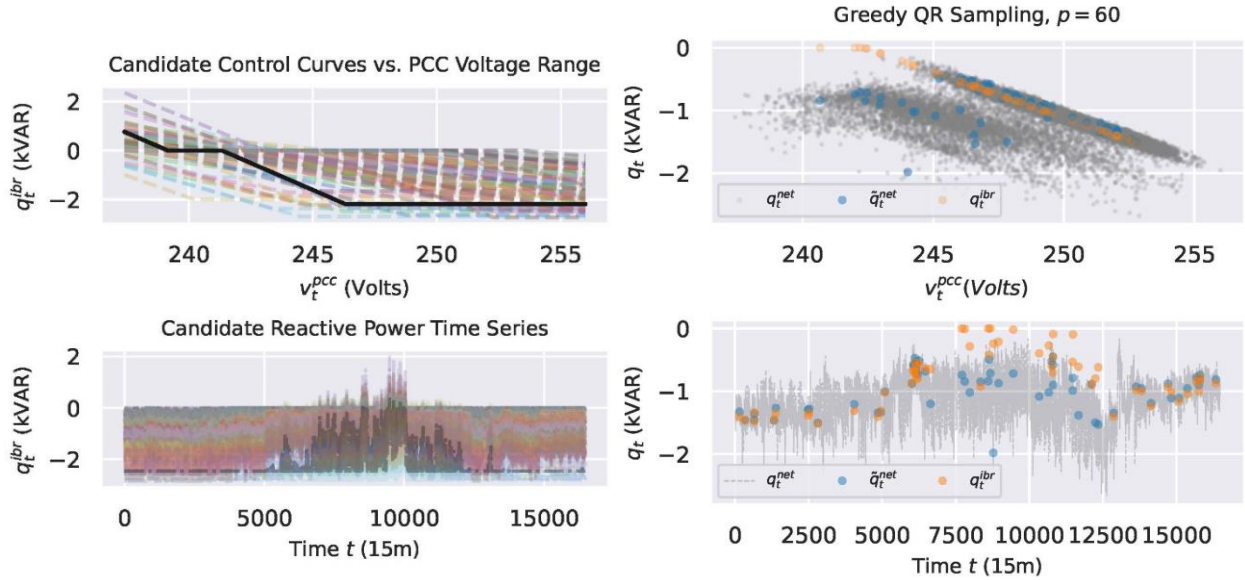 Candidate Control Curves vs. PCC Voltage Range
2
0
−2
q_t^{ibr} (kVAR)
240
245
250
255
v_t^{pcc} (Volts)
Candidate Reactive Power Time Series
2
0
−2
q_t^{ibr} (kVAR)
0
5000
10000
15000
Time t (15m)
Greedy QR Sampling, p = 60
0
−1
−2
q_t (kVAR)
q_t^{net}
q̃_t^{net}
q_t^{ibr}
240
245
250
255
v_t^{pcc}(Volts)
0
−1
−2
q_t (kVAR)
q_t^{net}
q̃_t^{net}
q_t^{ibr}
0
2500
5000
7500
10000
12500
15000
Time t (15m)